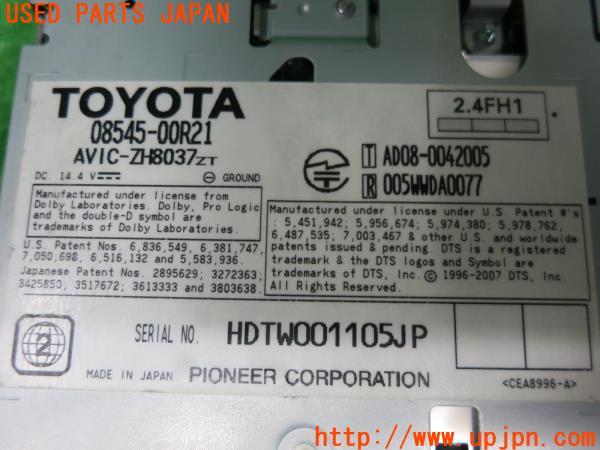 USED PARTS JAPAN
TOYOTA
08545-00R21
AVIC-ZH8037ZT
DC 14.4 V
GROUND
2.4FH1
T AD08-0042005
R 005WWDA0077
Manufactured under license from
Dolby Laboratories. Dolby, Pro Logic
and the double-D symbol are
trademarks of Dolby Laboratories.
U.S. Patent Nos. 6,836,549, 6,381,747,
7,050,698, 6,516,132 and 5,583,936.
Japanese Patent Nos. 2895629; 3272363;
3425850; 3517672; 3613333 and 3803638.
Manufactured under license under U.S. Patent #'s
: 5,451,942; 5,956,674; 5,974,380; 5,978,762;
6,487,535; 7,003,467 & other U.S. and worldwide
patents issued & pending. DTS is a registered
trademark and the DTS logos and Symbol are
trademarks of DTS, Inc. © 1996-2007 DTS, Inc.
All Rights Reserved.
2
SERIAL NO. HDTW001105JP
MADE IN JAPAN PIONEER CORPORATION
<CEA8996-A>
http://www.upjpn.com/